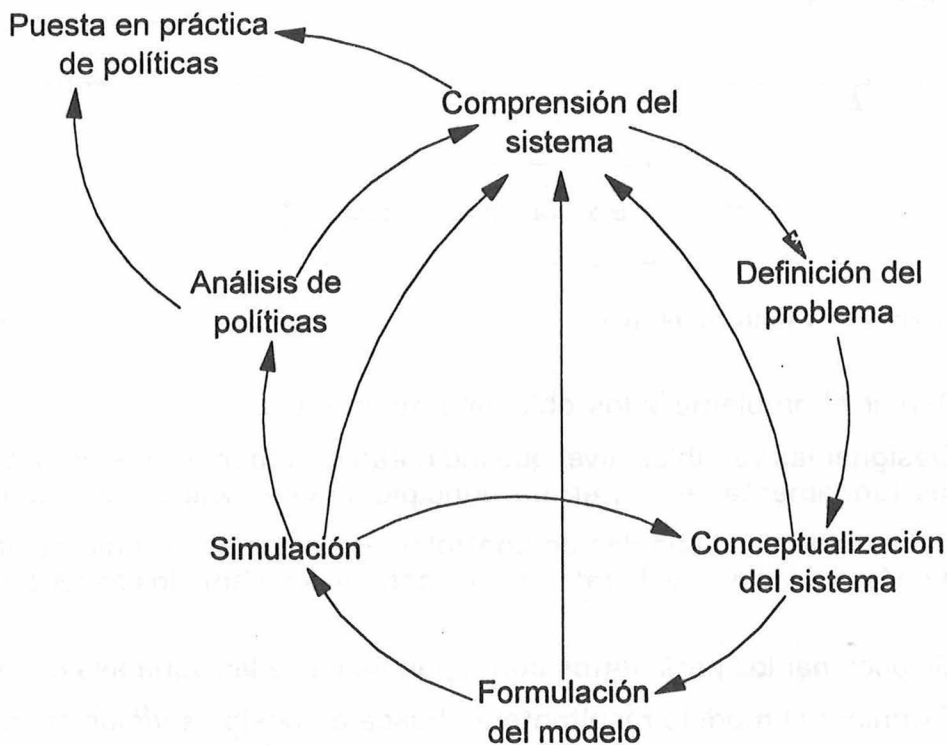 Puesta en práctica
de políticas
Comprensión del
sistema
Análisis de
políticas
Definición del
problema
Simulación
Conceptualización
del sistema
Formulación
del modelo